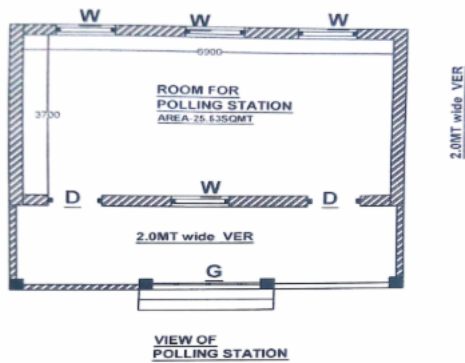 W W W
6900
ROOM FOR
POLLING STATION
AREA-25.53SQMT
3700
D W D
2.0MT wide VER
G
VIEW OF
POLLING STATION
2.0MT wide VER